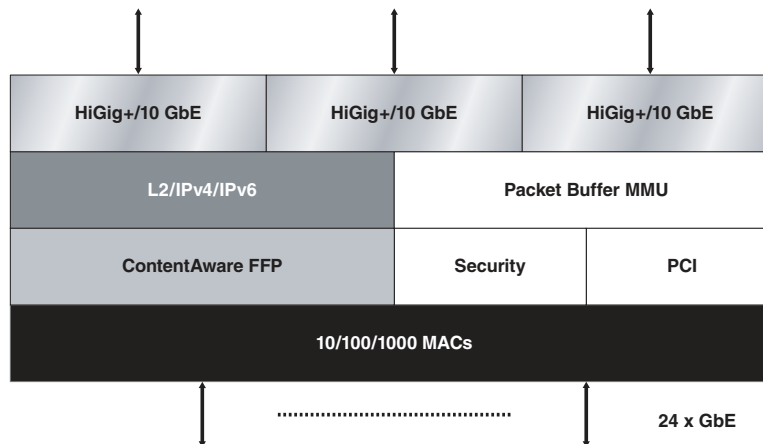 HiGig+/10 GbE
HiGig+/10 GbE
HiGig+/10 GbE
L2/IPv4/IPv6
Packet Buffer MMU
ContentAware FFP
Security
PCI
10/100/1000 MACs
24 x GbE